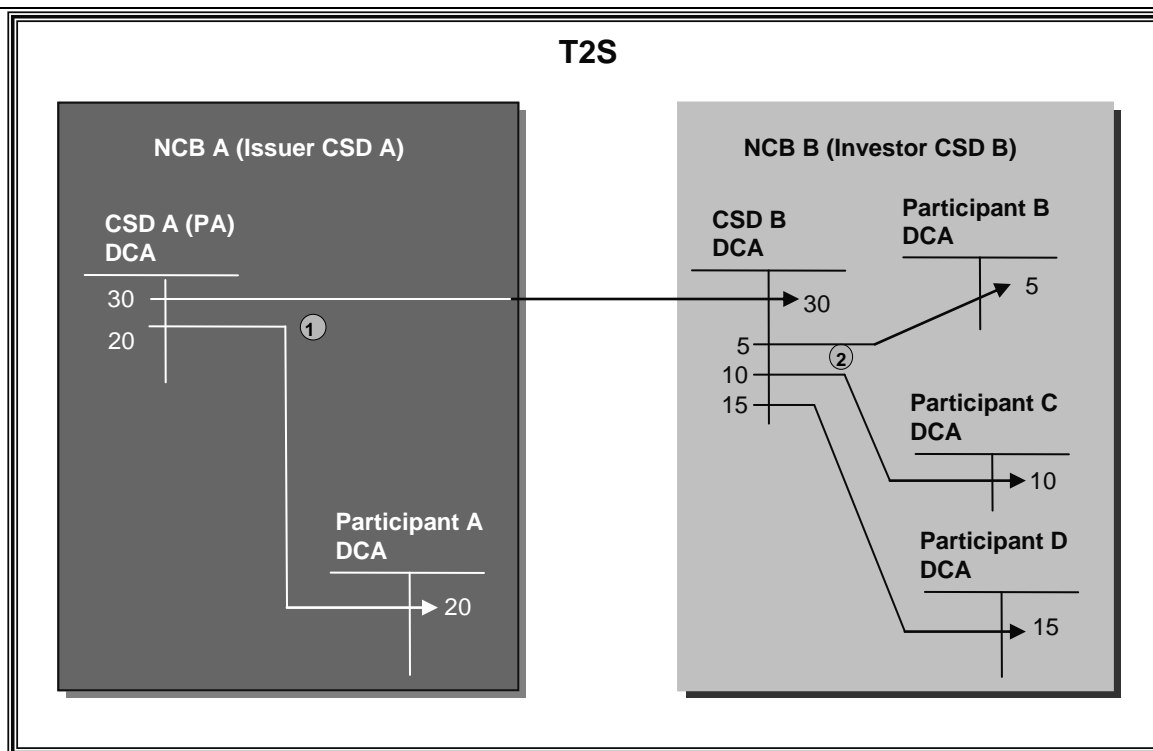 T2S
NCB A (Issuer CSD A)
CSD A (PA)
DCA
30
20
1
Participant A
DCA
20
NCB B (Investor CSD B)
CSD B
DCA
30
5
10
15
2
Participant B
DCA
5
Participant C
DCA
10
Participant D
DCA
15